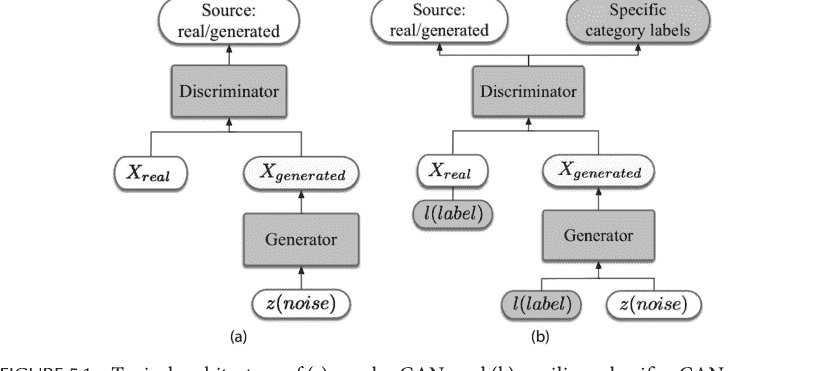 Source:
real/generated
Discriminator
X_real
X_generated
Generator
z(noise)
(a)
Source:
real/generated
Specific
category labels
Discriminator
X_real
l(label)
X_generated
Generator
l(label)
z(noise)
(b)